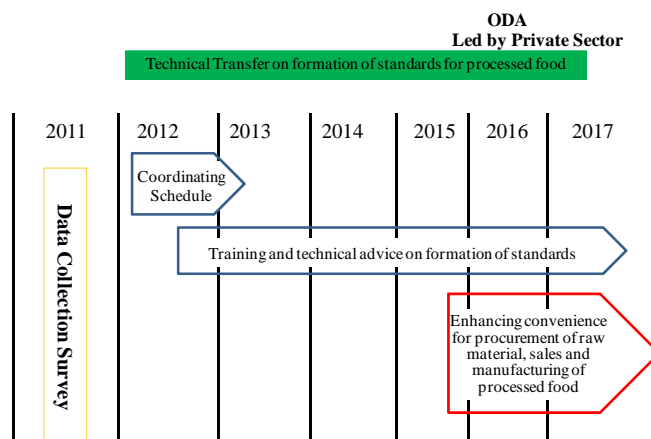 ODA
Led by Private Sector
Technical Transfer on formation of standards for processed food
2011 2012 2013 2014 2015 2016 2017
Coordinating
Schedule
Data Collection Survey
Training and technical advice on formation of standards
Enhancing convenience
for procurement of raw
material, sales and
manufacturing of
processed food